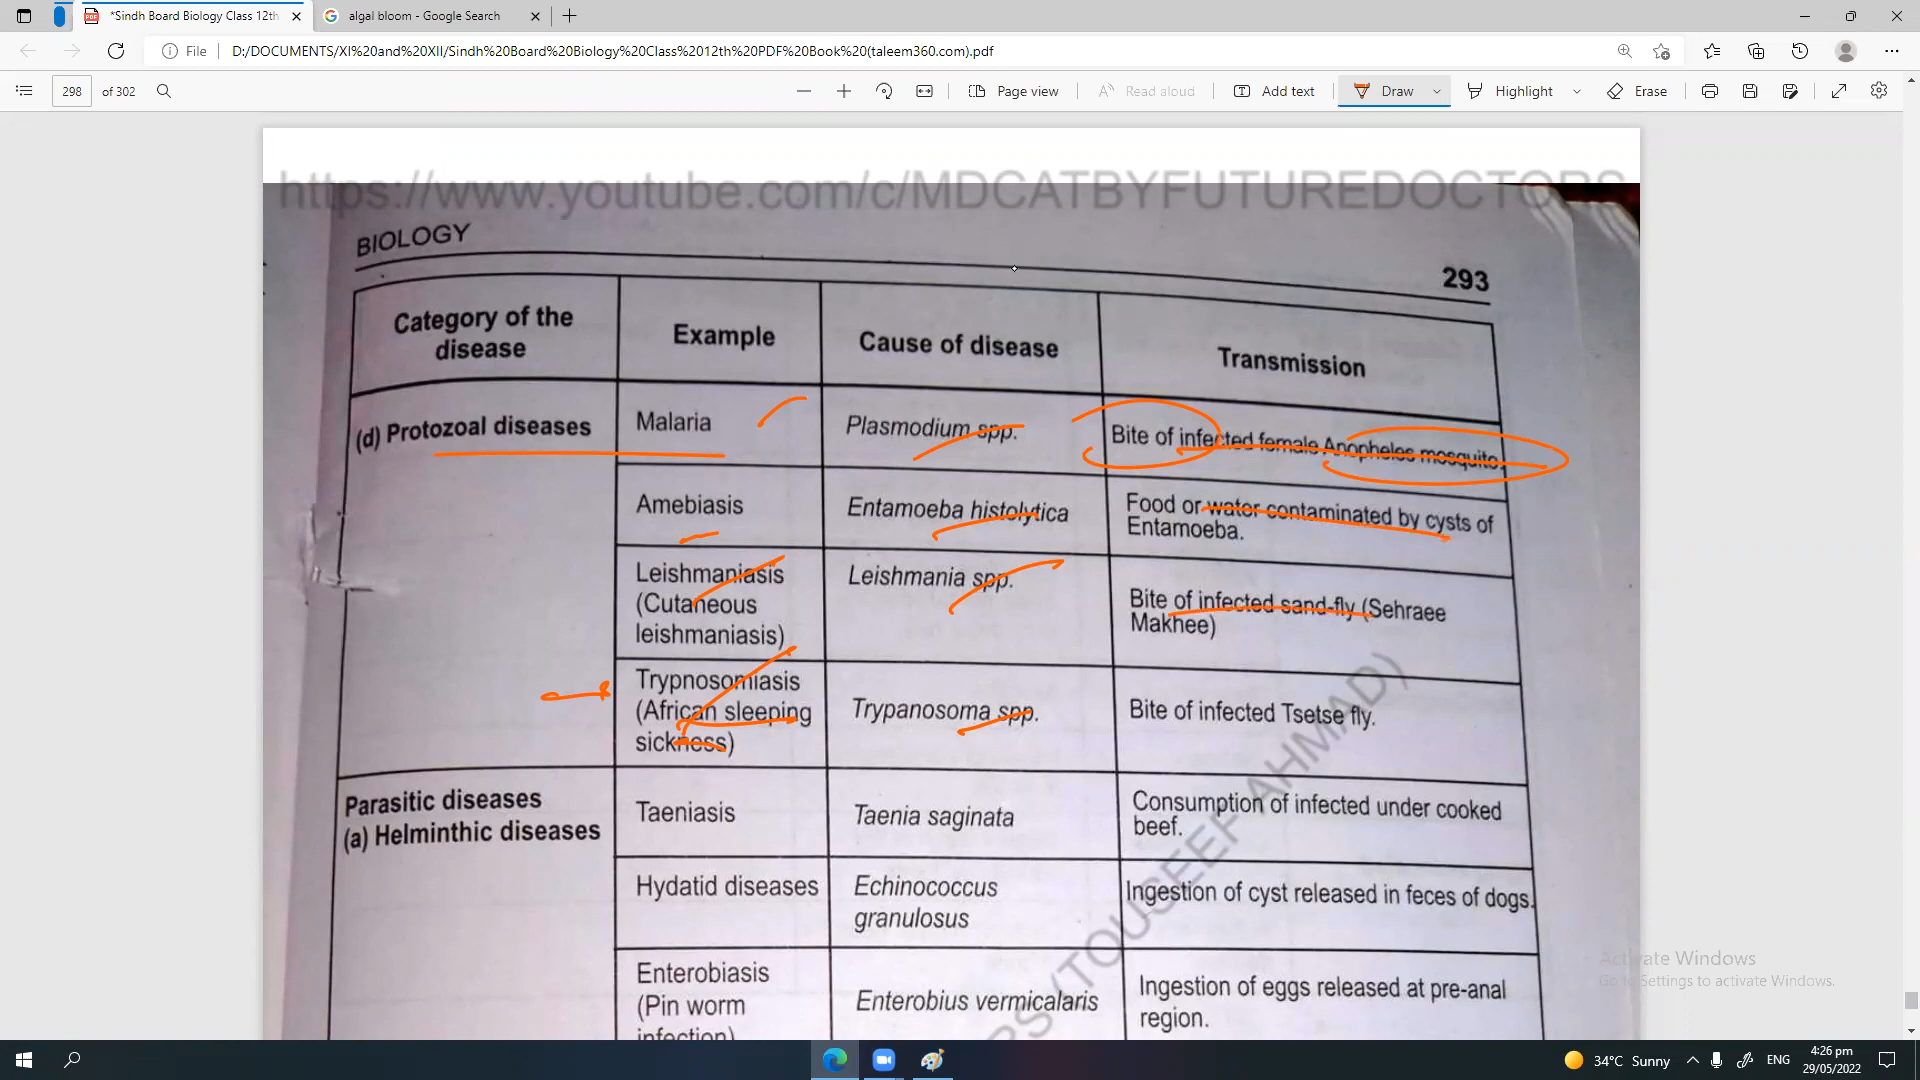 *Sindh Board Biology Class 12th
algal bloom - Google Search
File
D:/DOCUMENTS/XI%20and%20XII/Sindh%20Board%20Biology%20Class%2012th%20PDF%20Book%20(taleem360.com).pdf
298 of 302
Page view
Read aloud
Add text
Draw
Highlight
Erase
https://www.youtube.com/c/MDCATBYFUTUREDOCTORS
BIOLOGY
293
Category of the disease
Example
Cause of disease
Transmission
(d) Protozoal diseases
Malaria
Plasmodium spp.
Bite of infected female Anopheles mosquito.
Amebiasis
Entamoeba histolytica
Food or water contaminated by cysts of
Entamoeba.
Leishmaniasis
(Cutaneous
leishmaniasis)
Leishmania spp.
Bite of infected sand-fly (Sehraee
Makhee)
Trypnosomiasis
(African sleeping
sickness)
Trypanosoma spp.
Bite of infected Tsetse fly.
Parasitic diseases
(a) Helminthic diseases
Taeniasis
Taenia saginata
Consumption of infected under cooked
beef.
Hydatid diseases
Echinococcus
granulosus
Ingestion of cyst released in feces of dogs.
Enterobiasis
(Pin worm
infection)
Enterobius vermicalaris
Ingestion of eggs released at pre-anal
region.
RS (TOUSEEF AHMAD)
Activate Windows
Go to Settings to activate Windows.
34°C Sunny
ENG
4:26 pm
29/05/2022